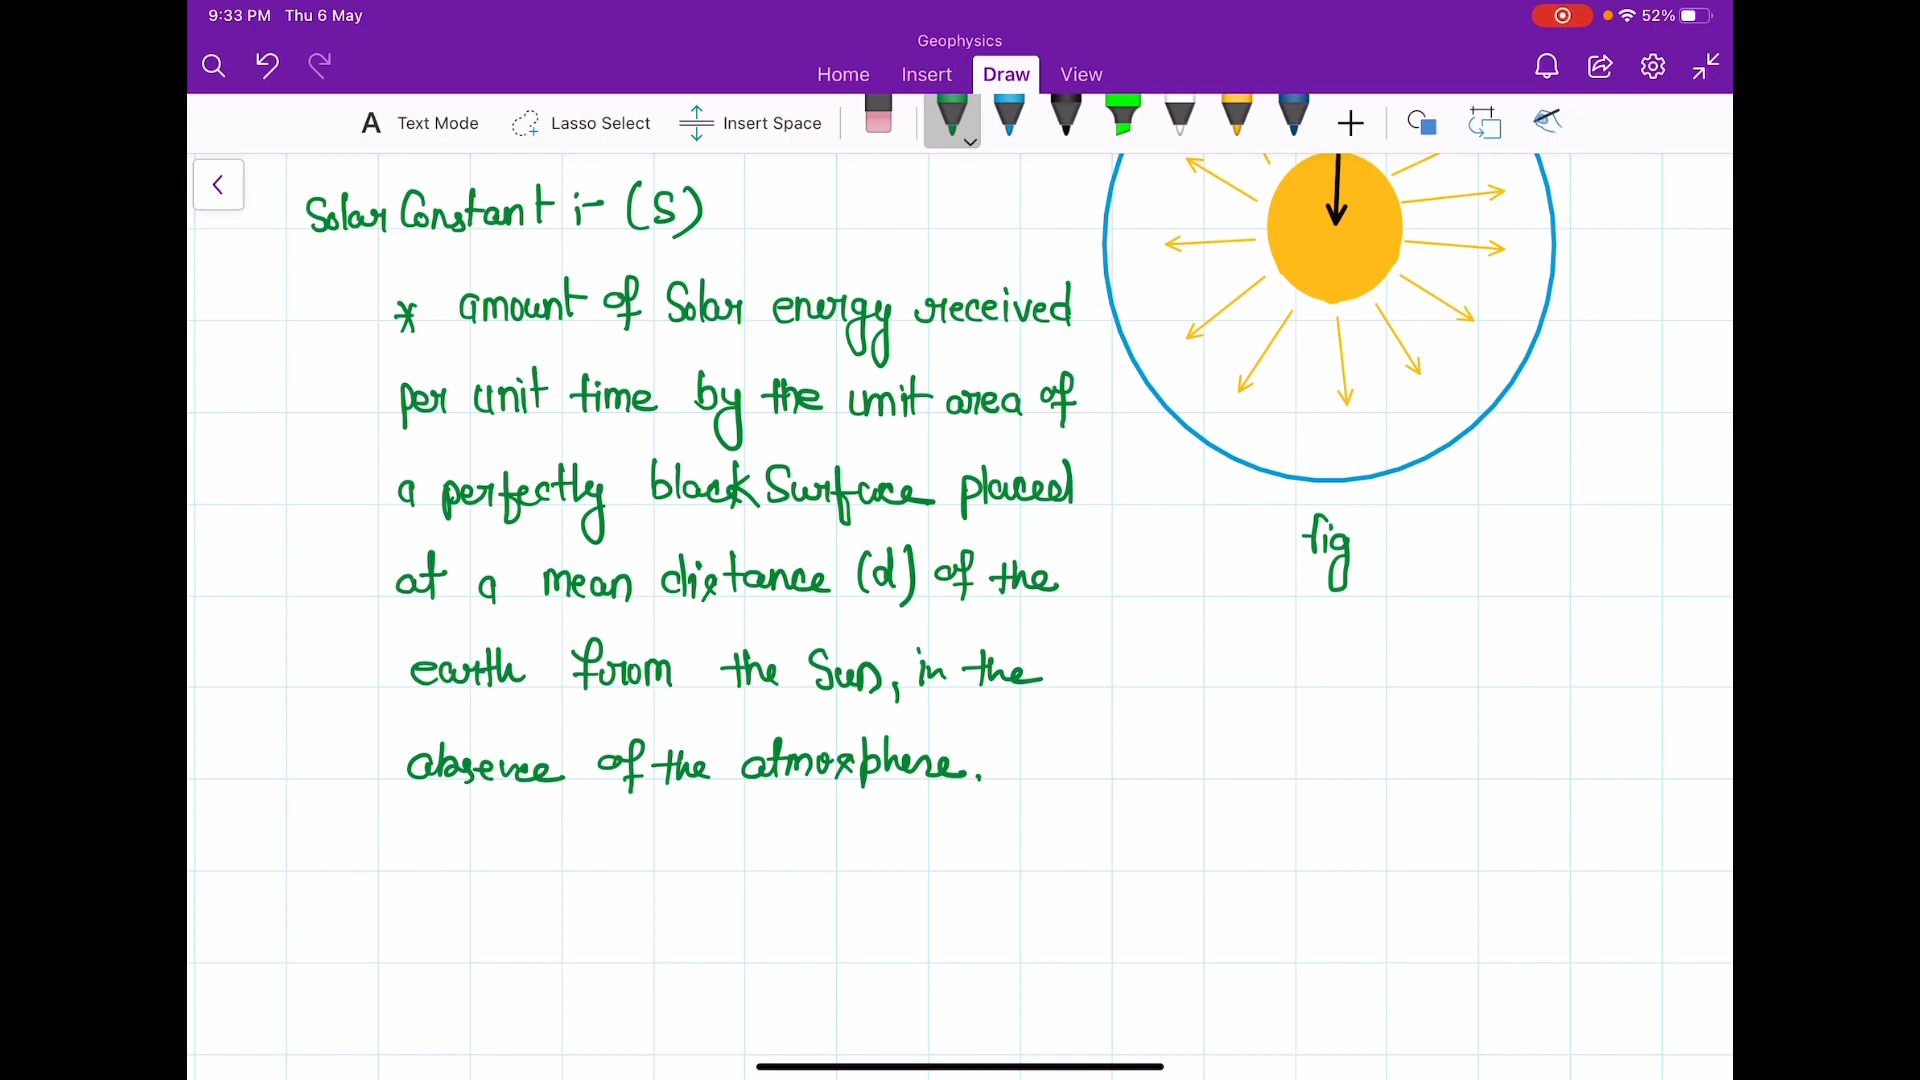 9:33 PM Thu 6 May
52%
Geophysics
Home Insert Draw View
A Text Mode Lasso Select Insert Space
Solar Constant :- (S)
* amount of Solar energy received
per unit time by the unit area of
a perfectly black Surface placed
at a mean distance (d) of the
earth from the Sun, in the
absence of the atmosphere.
fig